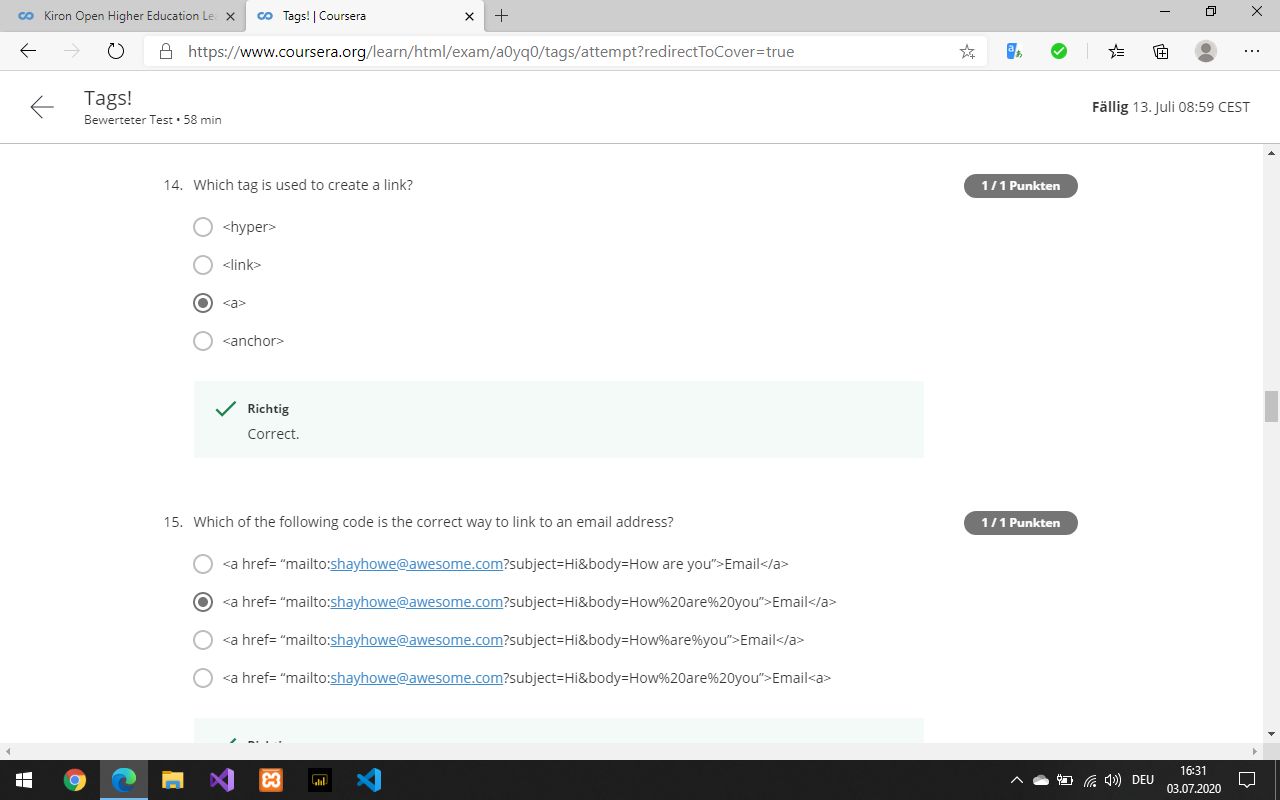 Kiron Open Higher Education Le
Tags! | Coursera
https://www.coursera.org/learn/html/exam/a0yq0/tags/attempt?redirectToCover=true
Tags!
Bewerteter Test • 58 min
Fällig 13. Juli 08:59 CEST
14. Which tag is used to create a link?
1 / 1 Punkten
<hyper>
<link>
<a>
<anchor>
Richtig
Correct.
15. Which of the following code is the correct way to link to an email address?
1 / 1 Punkten
<a href= “mailto:shayhowe@awesome.com?subject=Hi&body=How are you”>Email</a>
<a href= “mailto:shayhowe@awesome.com?subject=Hi&body=How%20are%20you”>Email</a>
<a href= “mailto:shayhowe@awesome.com?subject=Hi&body=How%are%you”>Email</a>
<a href= “mailto:shayhowe@awesome.com?subject=Hi&body=How%20are%20you”>Email<a>
DEU
16:31
03.07.2020